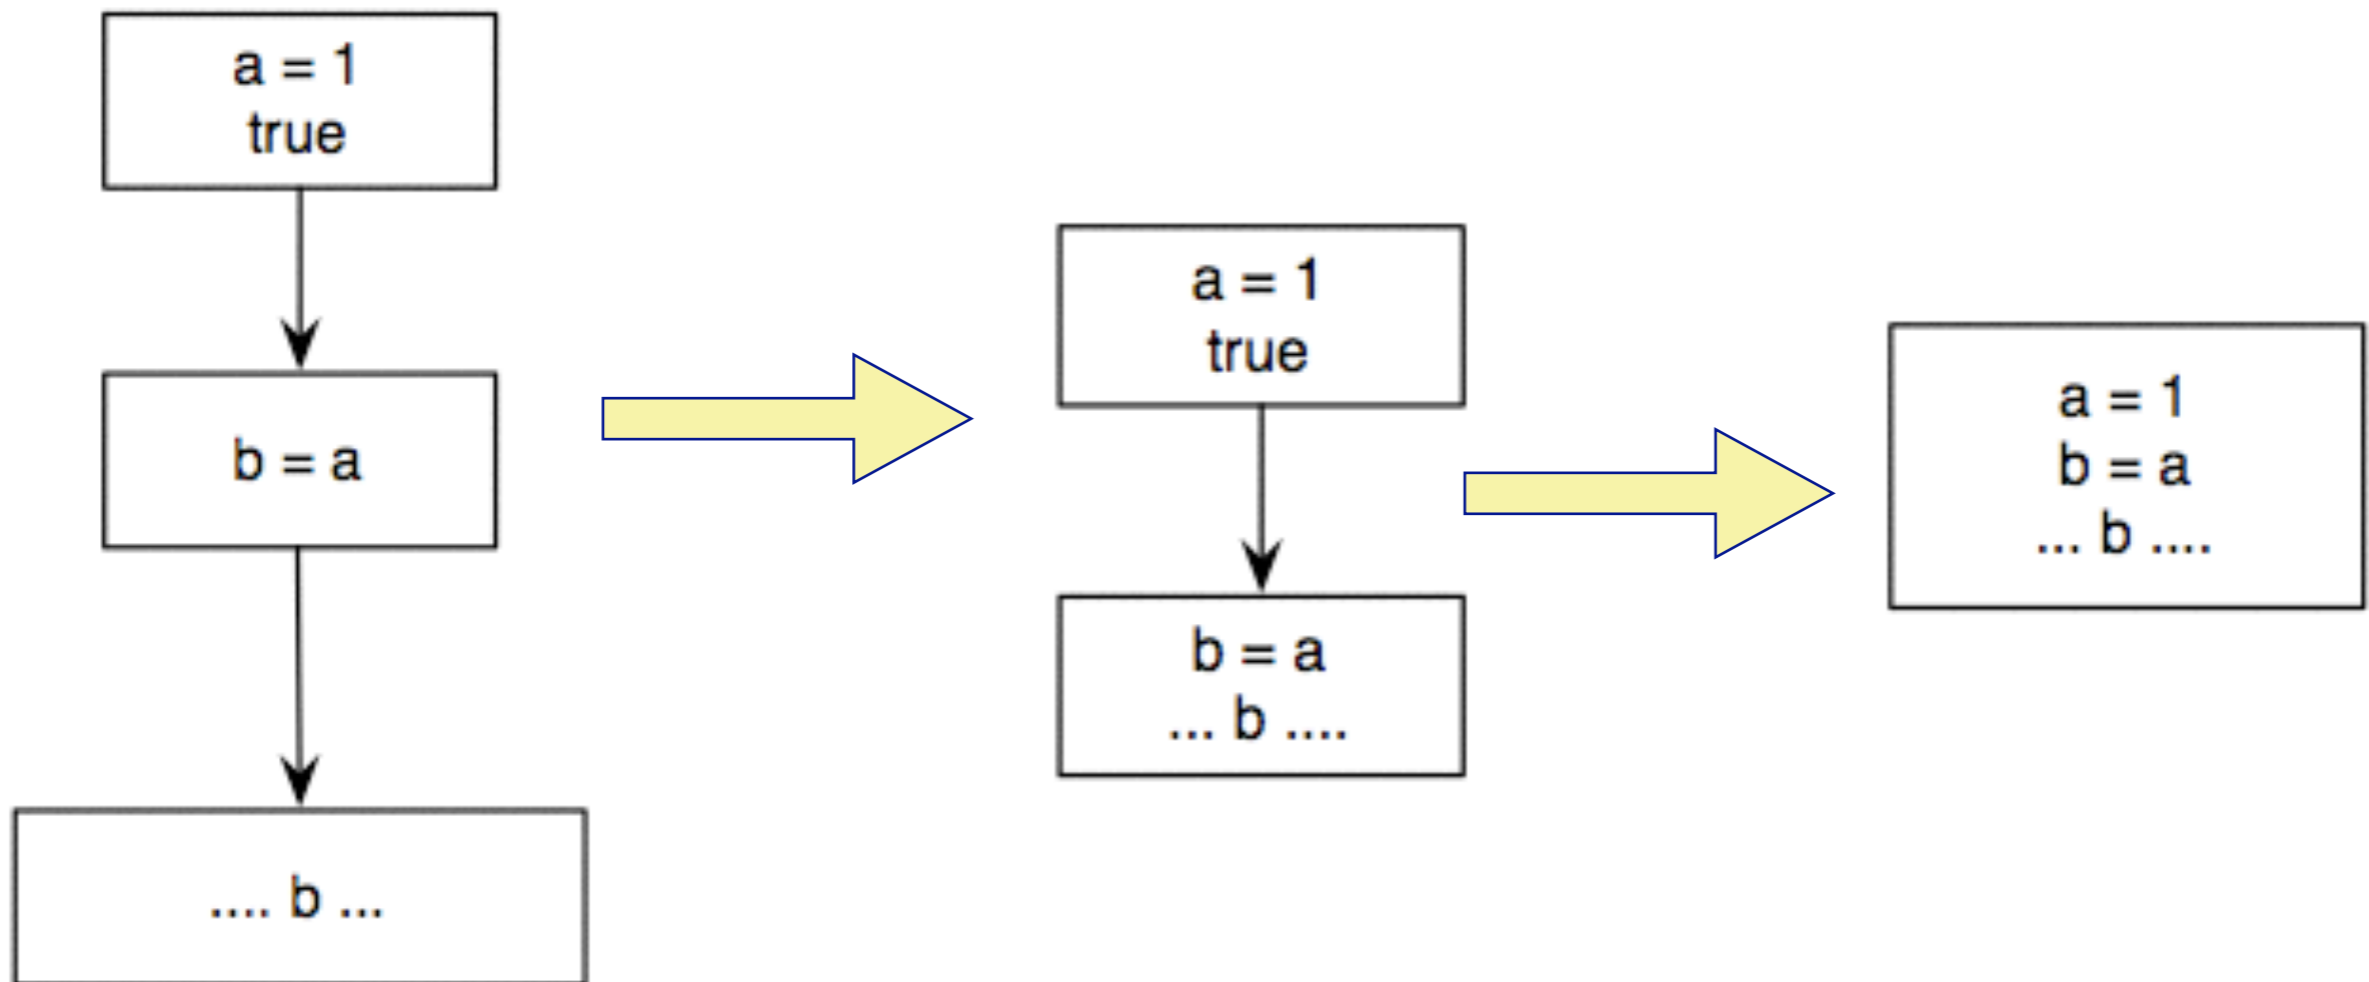 a = 1
true
b = a
.... b ...
a = 1
true
b = a
... b ....
a = 1
b = a
... b ....